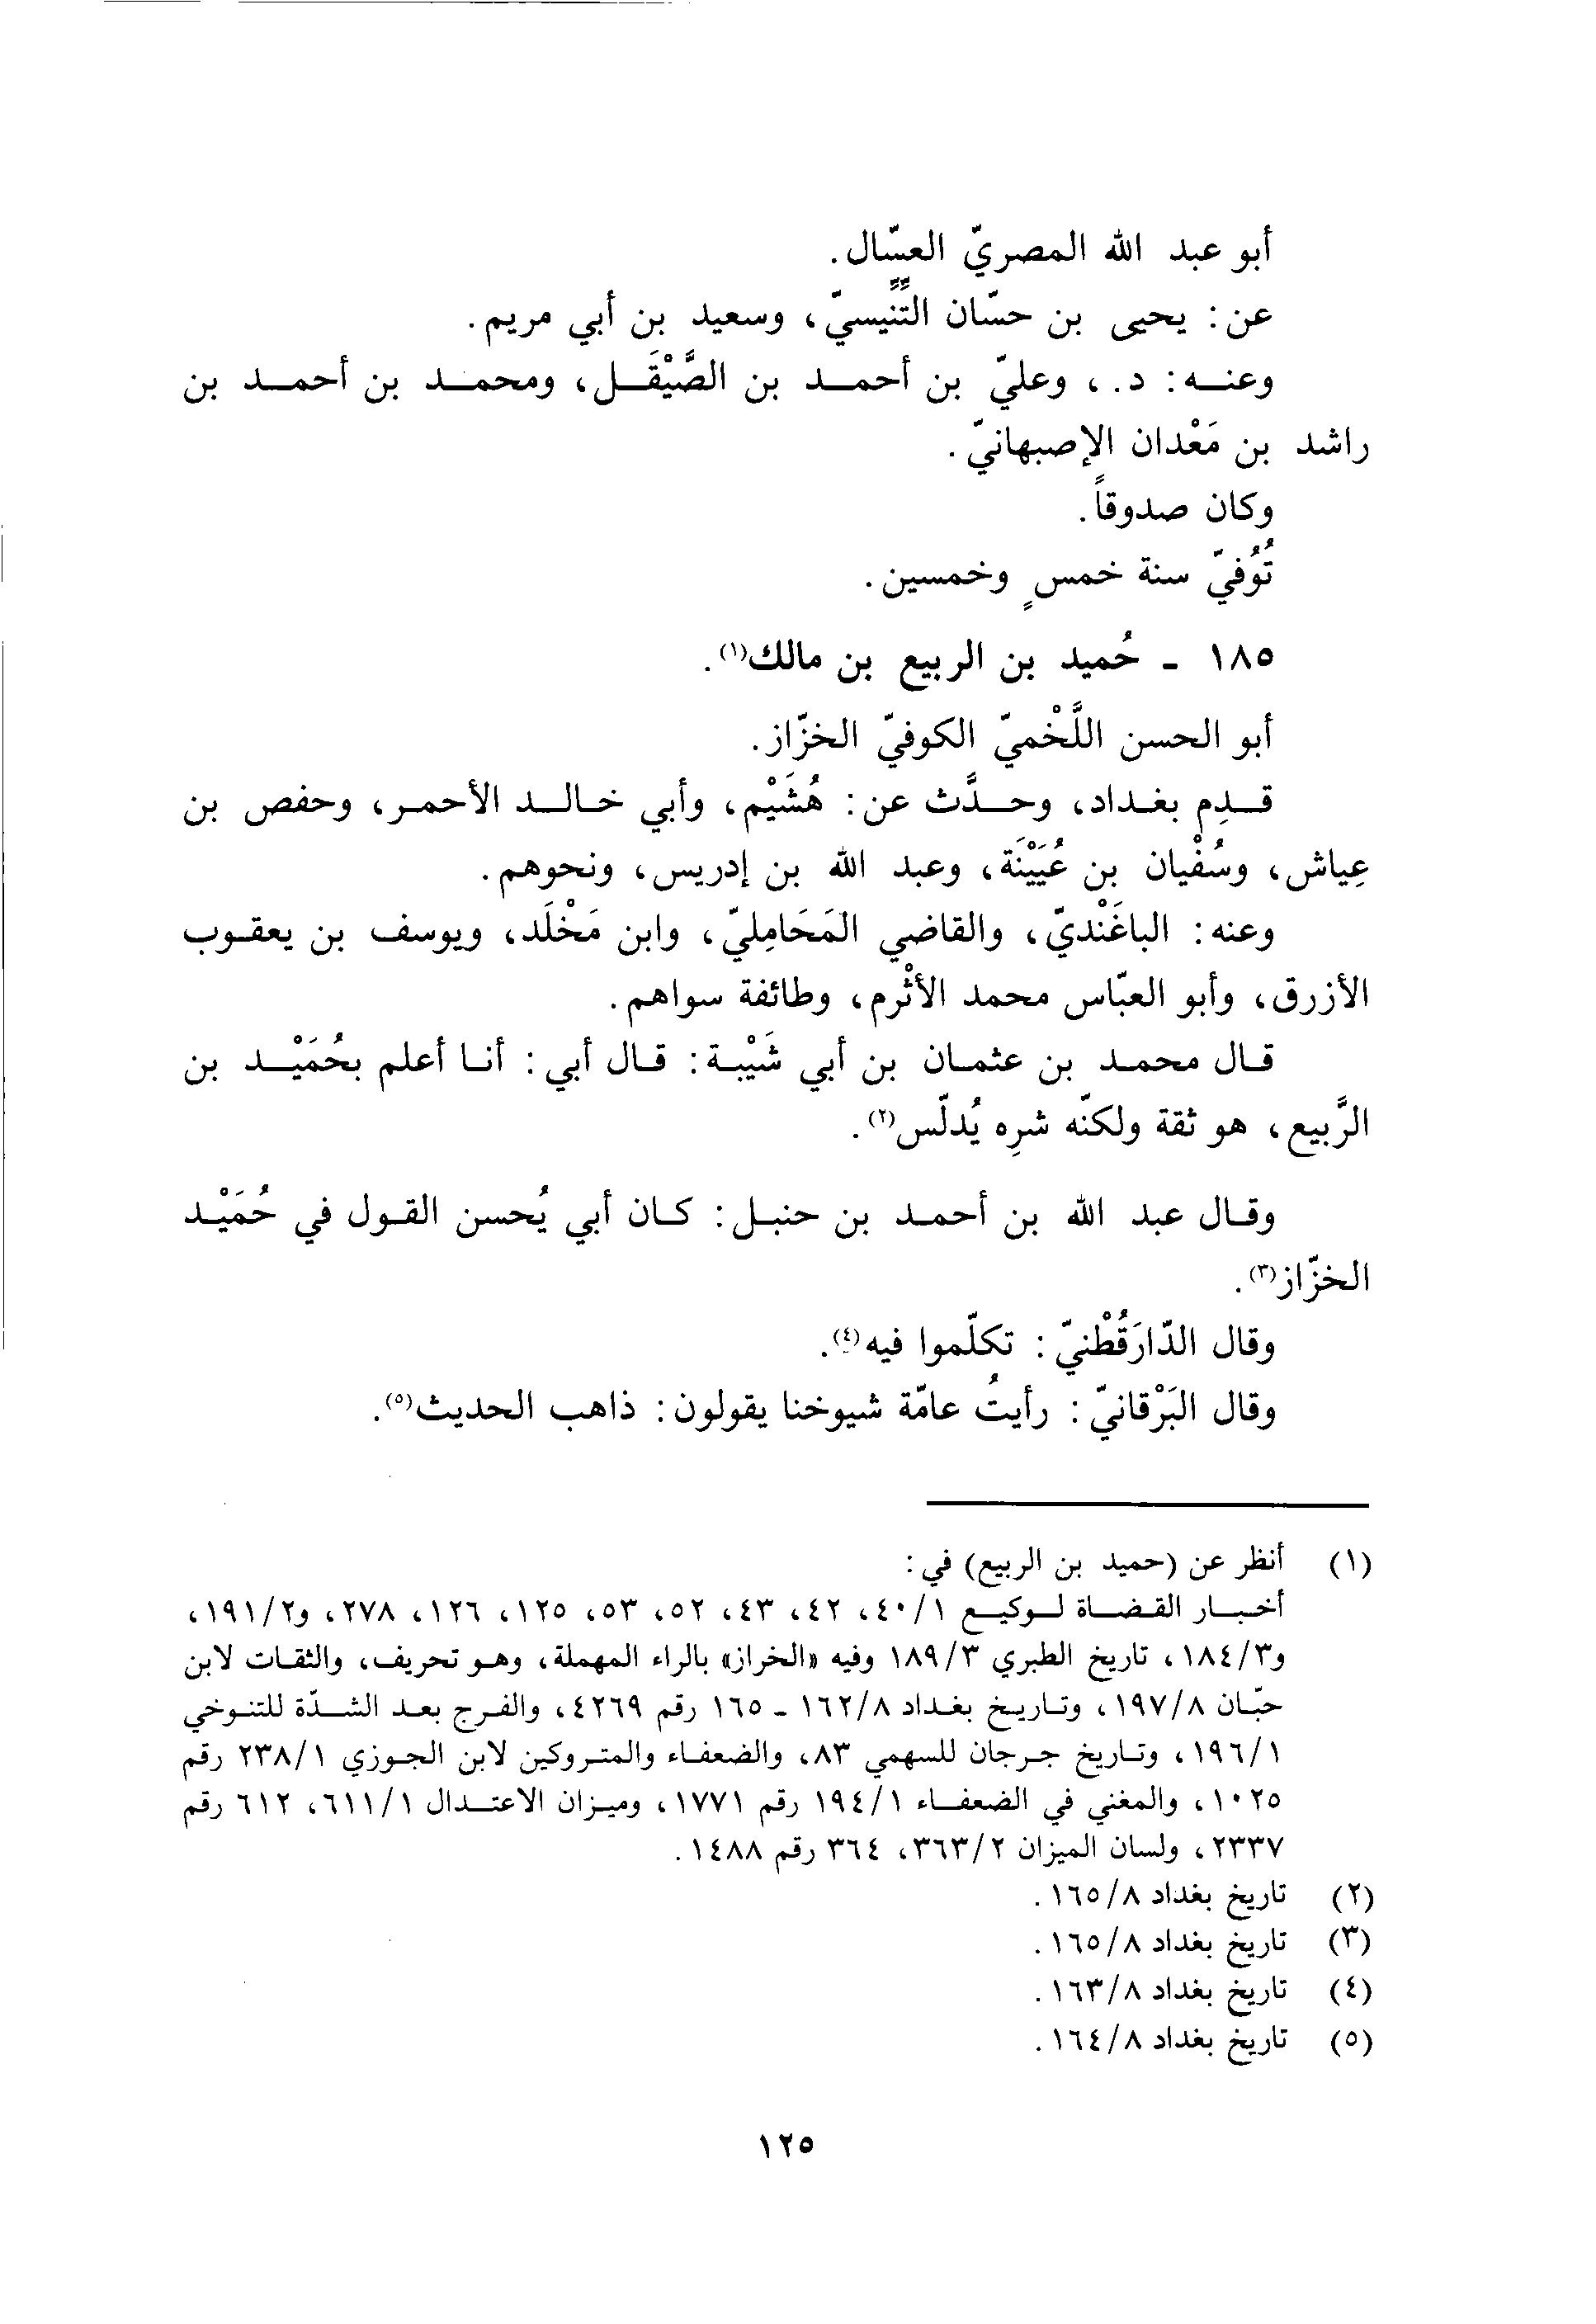 أبو عبد الله المصريّ العسّال.
عن: يحيى بن حسّان التِّنِّيسيّ، وسعيد بن أبي مريم.
وعنه: د.، وعليّ بن أحمد بن الصَّيْقَل، ومحمد بن أحمد بن
راشد بن مَعْدان الإصبهانيّ.
وكان صدوقاً.
تُوُفيّ سنة خمسٍ وخمسين.
١٨٥ - حُميد بن الربيع بن مالك(١).
أبو الحسن اللَّخْميّ الكوفيّ الخزّاز.
قدِم بغداد، وحدَّث عن: هُشَيْم، وأبي خالد الأحمر، وحفص بن
عِياش، وسُفْيان بن عُيَيْنَة، وعبد الله بن إدريس، ونحوهم.
وعنه: الباغَنْديّ، والقاضي المَحَامِليّ، وابن مَخْلَد، ويوسف بن يعقوب
الأزرق، وأبو العبّاس محمد الأثْرم، وطائفة سواهم.
قال محمد بن عثمان بن أبي شَيْبة: قال أبي: أنا أعلم بحُمَيْد بن
الرَّبيع، هو ثقة ولكنّه شرِه يُدلّس(٢).
وقال عبد الله بن أحمد بن حنبل: كان أبي يُحسن القول في حُمَيْد
الخزّاز(٣).
وقال الدّارَقُطْنيّ: تكلّموا فيه(٤).
وقال البَرْقانيّ: رأيتُ عامّة شيوخنا يقولون: ذاهب الحديث(٥).
(١) أنظر عن (حميد بن الربيع) في:
أخبار القضاة لوكيع ٤٠/١، ٤٢، ٤٣، ٥٢، ٥٣، ١٢٥، ١٢٦، ٢٧٨، و١٩١/٢،
و١٨٤/٣، تاريخ الطبري ١٨٩/٣ وفيه «الخراز» بالراء المهملة، وهو تحريف، والثقات لابن
حبّان ١٩٧/٨، وتاريخ بغداد ١٦٢/٨ - ١٦٥ رقم ٤٢٦٩، والفرج بعد الشدّة للتنوخي
١٩٦/١، وتاريخ جرجان للسهمي ٨٣، والضعفاء والمتروكين لابن الجوزي ٢٣٨/١ رقم
١٠٢٥، والمغني في الضعفاء ١٩٤/١ رقم ١٧٧١، وميزان الاعتدال ٦١١/١، ٦١٢ رقم
٢٣٣٧، ولسان الميزان ٣٦٣/٢، ٣٦٤ رقم ١٤٨٨.
(٢) تاريخ بغداد ١٦٥/٨.
(٣) تاريخ بغداد ١٦٥/٨.
(٤) تاريخ بغداد ١٦٣/٨.
(٥) تاريخ بغداد ١٦٤/٨.
١٢٥